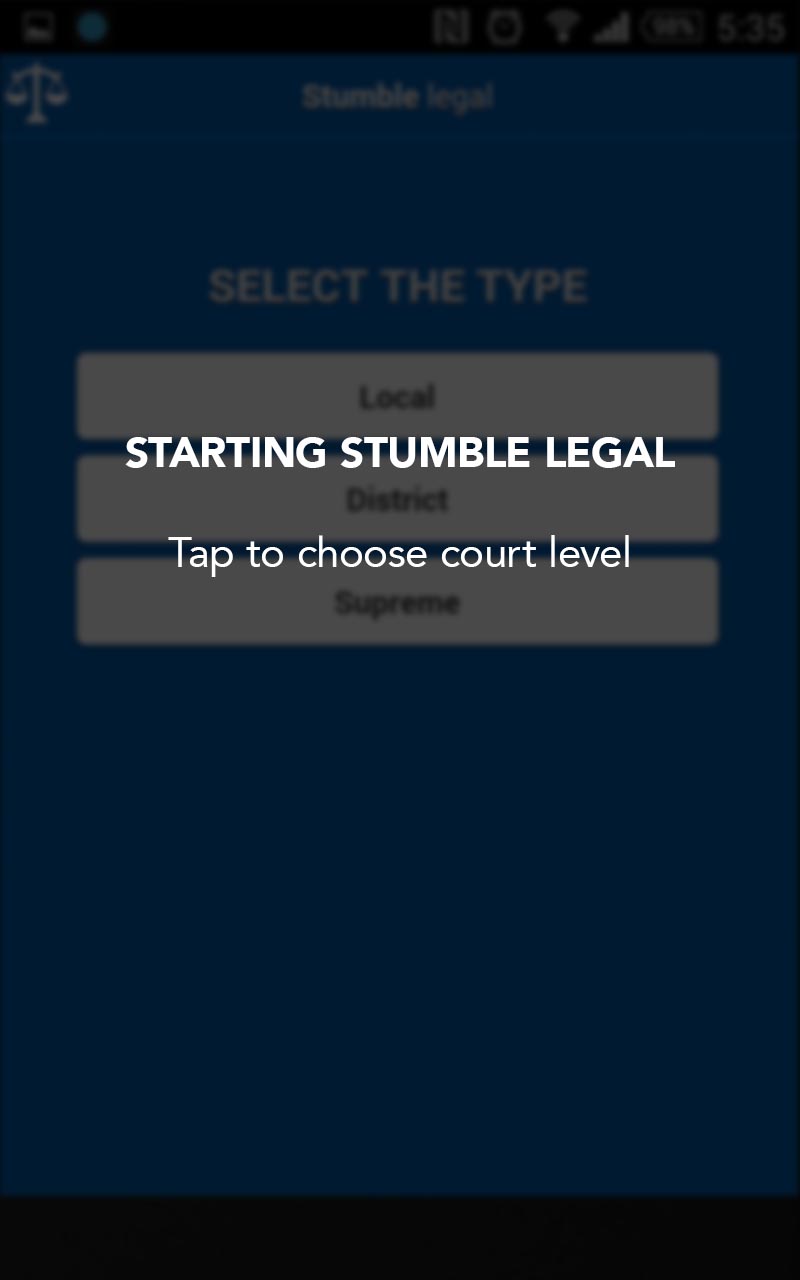 98% 5:35
Stumble legal
SELECT THE TYPE
Local
STARTING STUMBLE LEGAL
District
Tap to choose court level
Supreme